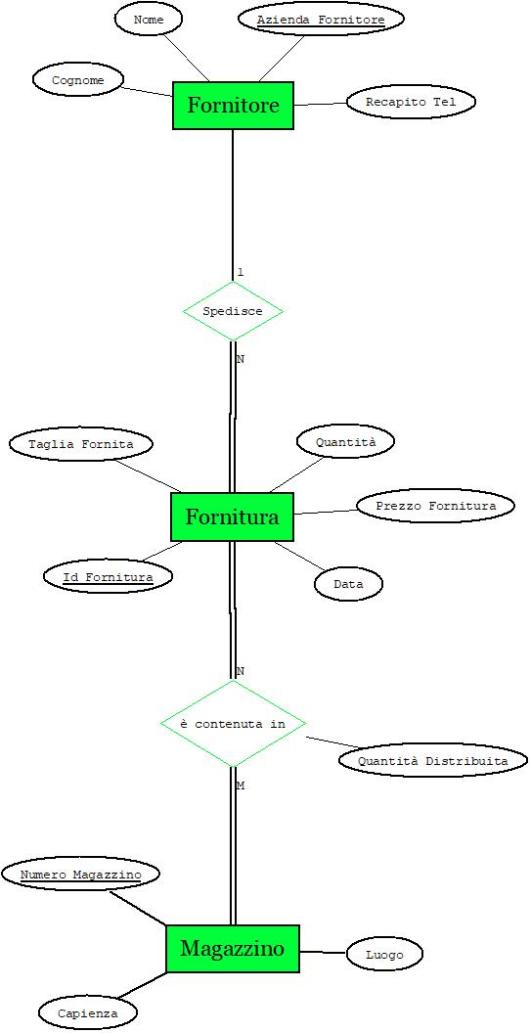 Nome
Azienda Fornitore
Cognome
Recapito Tel
Fornitore
1
Spedisce
N
Taglia Fornita
Quantità
Prezzo Fornitura
Fornitura
Id Fornitura
Data
N
è contenuta in
Quantità Distribuita
M
Numero Magazzino
Magazzino
Luogo
Capienza